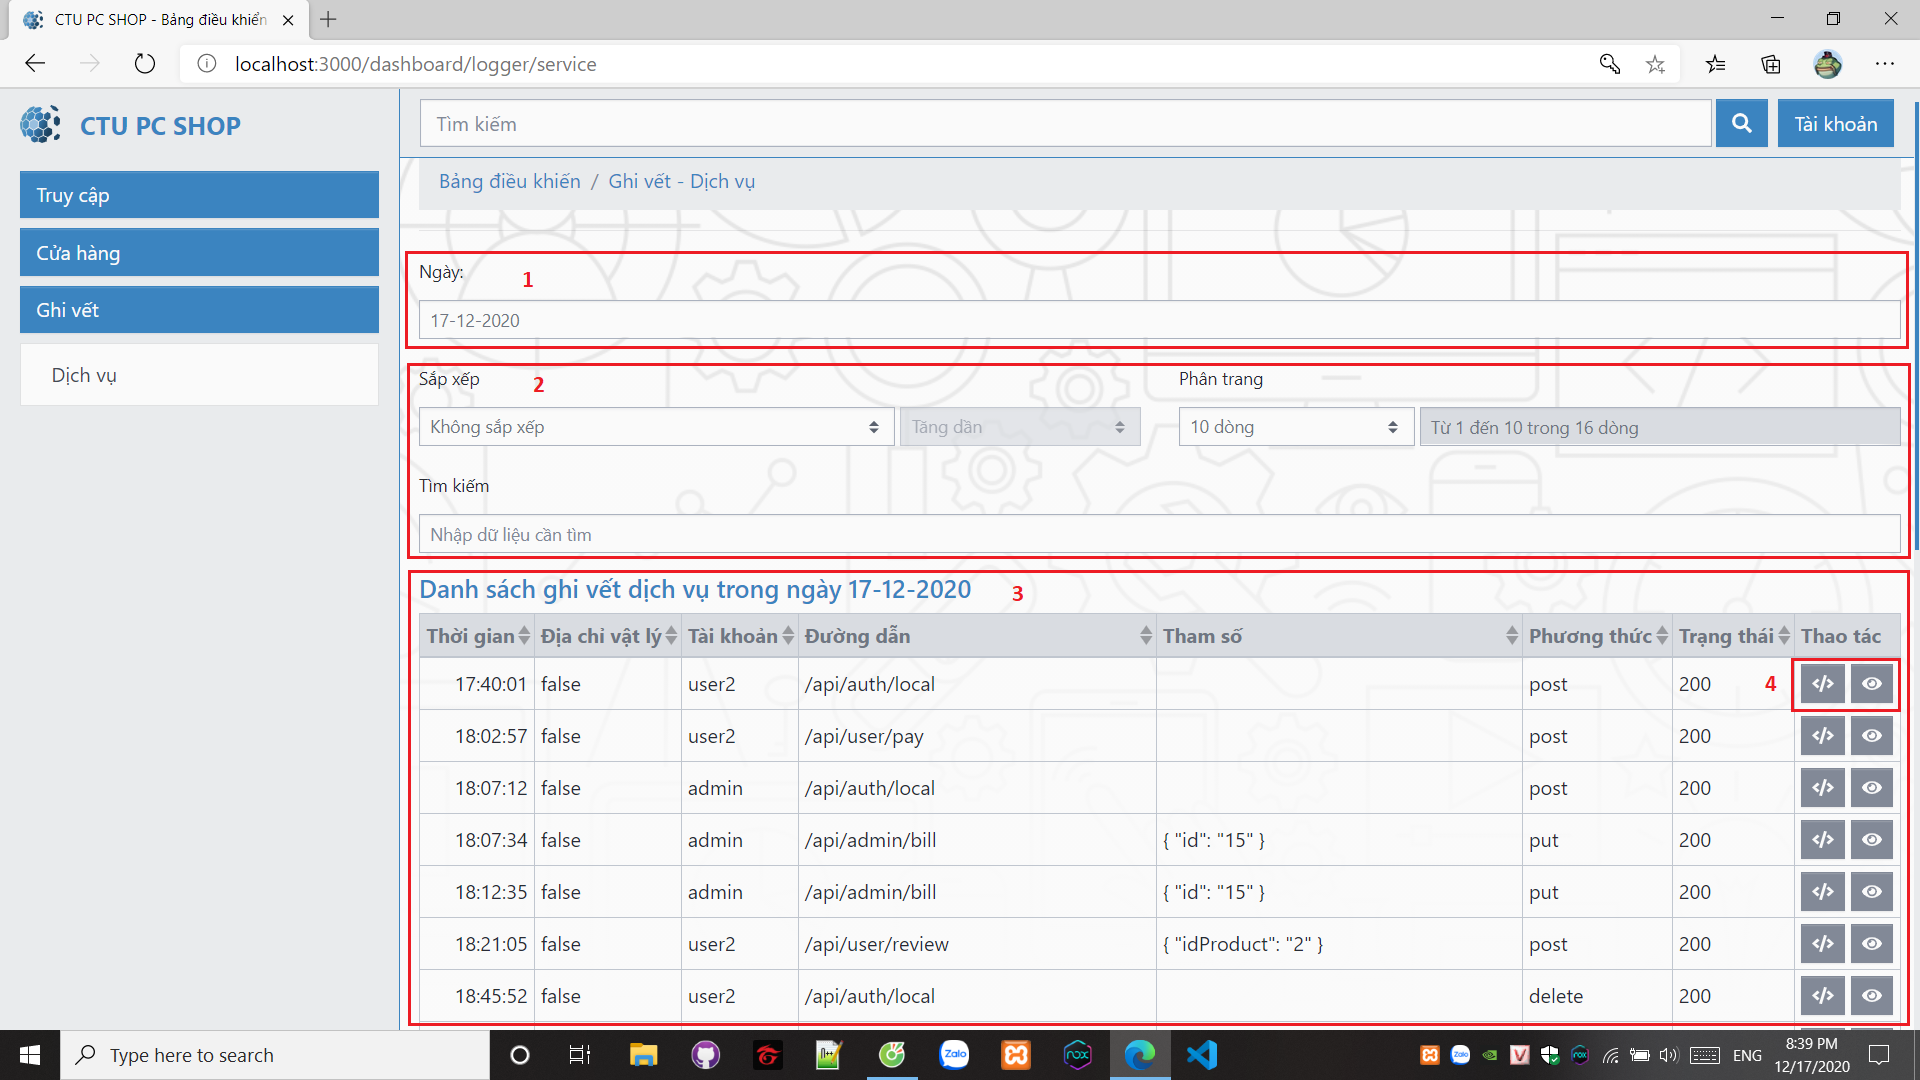 CTU PC SHOP - Bảng điều khiển
localhost:3000/dashboard/logger/service
CTU PC SHOP
Tìm kiếm
Tài khoản
Truy cập
Cửa hàng
Ghi vết
Dịch vụ
Bảng điều khiến / Ghi vết - Dịch vụ
Ngày: 1
17-12-2020
Sắp xếp 2 Phân trang
Không sắp xếp Tăng dần 10 dòng Từ 1 đến 10 trong 16 dòng
Tìm kiếm
Nhập dữ liệu cần tìm
Danh sách ghi vết dịch vụ trong ngày 17-12-2020 3
Thời gian Địa chỉ vật lý Tài khoản Đường dẫn Tham số Phương thức Trạng thái Thao tác
17:40:01 false user2 /api/auth/local post 200 4
18:02:57 false user2 /api/user/pay post 200
18:07:12 false admin /api/auth/local post 200
18:07:34 false admin /api/admin/bill { "id": "15" } put 200
18:12:35 false admin /api/admin/bill { "id": "15" } put 200
18:21:05 false user2 /api/user/review { "idProduct": "2" } post 200
18:45:52 false user2 /api/auth/local delete 200
Type here to search
Zalo
nox
ENG
8:39 PM
12/17/2020